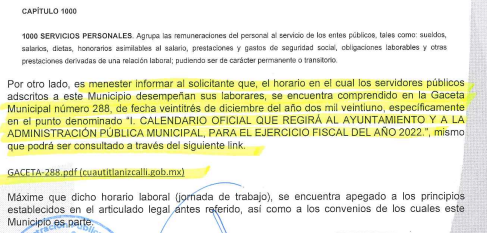 CAPÍTULO 1000
1000 SERVICIOS PERSONALES. Agrupa las remuneraciones del personal al servicio de los entes públicos, tales como: sueldos,
salarios, dietas, honorarios asimilables al salario, prestaciones y gastos de seguridad social, obligaciones laborales y otras
prestaciones derivadas de una relación laboral; pudiendo ser de carácter permanente o transitorio.
Por otro lado, es menester informar al solicitante que, el horario en el cual los servidores públicos
adscritos a este Municipio desempeñan sus laborares, se encuentra comprendido en la Gaceta
Municipal número 288, de fecha veintitrés de diciembre del año dos mil veintiuno, específicamente
en el punto denominado “I. CALENDARIO OFICIAL QUE REGIRÁ AL AYUNTAMIENTO Y A LA
ADMINISTRACIÓN PÚBLICA MUNICIPAL, PARA EL EJERCICIO FISCAL DEL AÑO 2022.”, mismo
que podrá ser consultado a través del siguiente link.
GACETA-288.pdf (cuautitlanizcalli.gob.mx)
Máxime que dicho horario laboral (jornada de trabajo), se encuentra apegado a los principios
establecidos en el articulado legal antes referido, así como a los convenios de los cuales este
Municipio es parte.